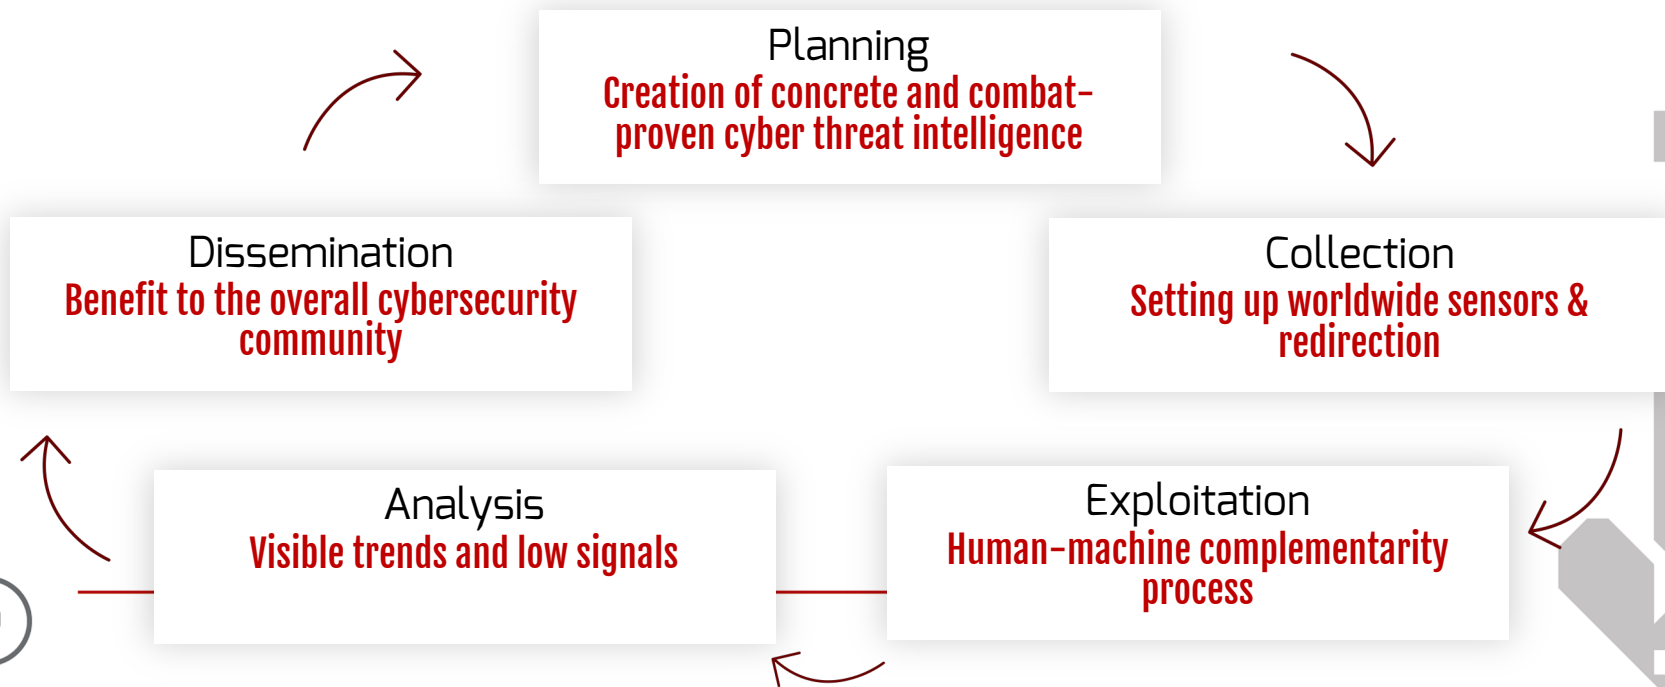 Planning
Creation of concrete and combat-
proven cyber threat intelligence
Dissemination
Benefit to the overall cybersecurity
community
Collection
Setting up worldwide sensors &
redirection
Analysis
Visible trends and low signals
Exploitation
Human-machine complementarity
process